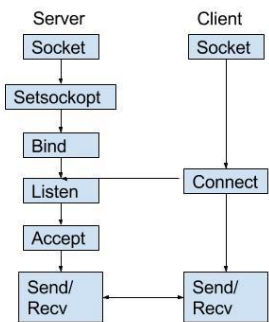 Server
Client
Socket
Socket
Setsockopt
Bind
Listen
Connect
Accept
Send/
Recv
Send/
Recv